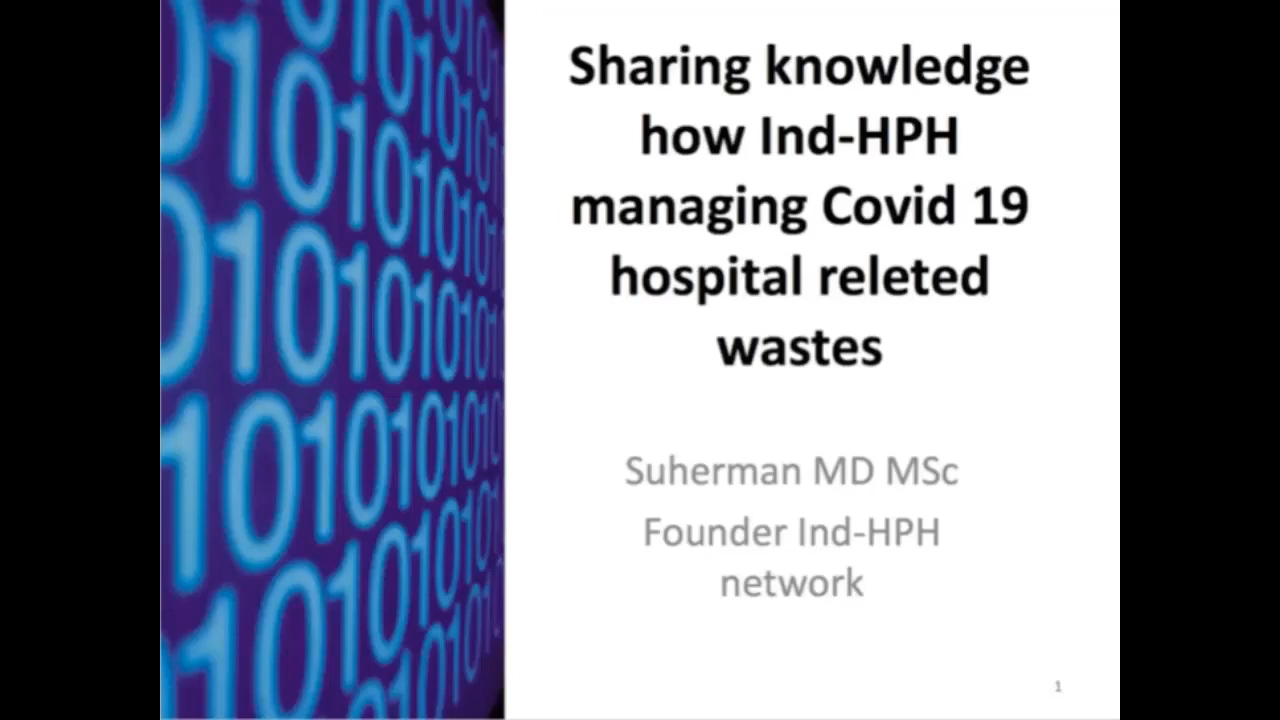 Sharing knowledge
how Ind-HPH
managing Covid 19
hospital releted
wastes
Suherman MD MSc
Founder Ind-HPH
network
1